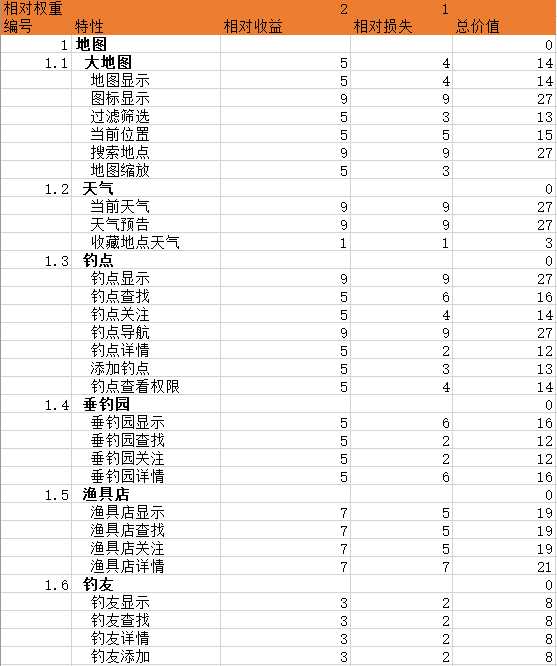 相对权重 2 1
编号 特性 相对收益 相对损失 总价值
1 地图 0
1.1 大地图 5 4 14
地图显示 5 4 14
图标显示 9 9 27
过滤筛选 5 3 13
当前位置 5 5 15
搜索地点 9 9 27
地图缩放 5 3
1.2 天气 0
当前天气 9 9 27
天气预告 9 9 27
收藏地点天气 1 1 3
1.3 钓点 0
钓点显示 9 9 27
钓点查找 5 6 16
钓点关注 5 4 14
钓点导航 9 9 27
钓点详情 5 2 12
添加钓点 5 3 13
钓点查看权限 5 4 14
1.4 垂钓园 0
垂钓园显示 5 6 16
垂钓园查找 5 2 12
垂钓园关注 5 2 12
垂钓园详情 5 6 16
1.5 渔具店 0
渔具店显示 7 5 19
渔具店查找 7 5 19
渔具店关注 7 5 19
渔具店详情 7 7 21
1.6 钓友 0
钓友显示 3 2 8
钓友查找 3 2 8
钓友详情 3 2 8
钓友添加 3 2 8